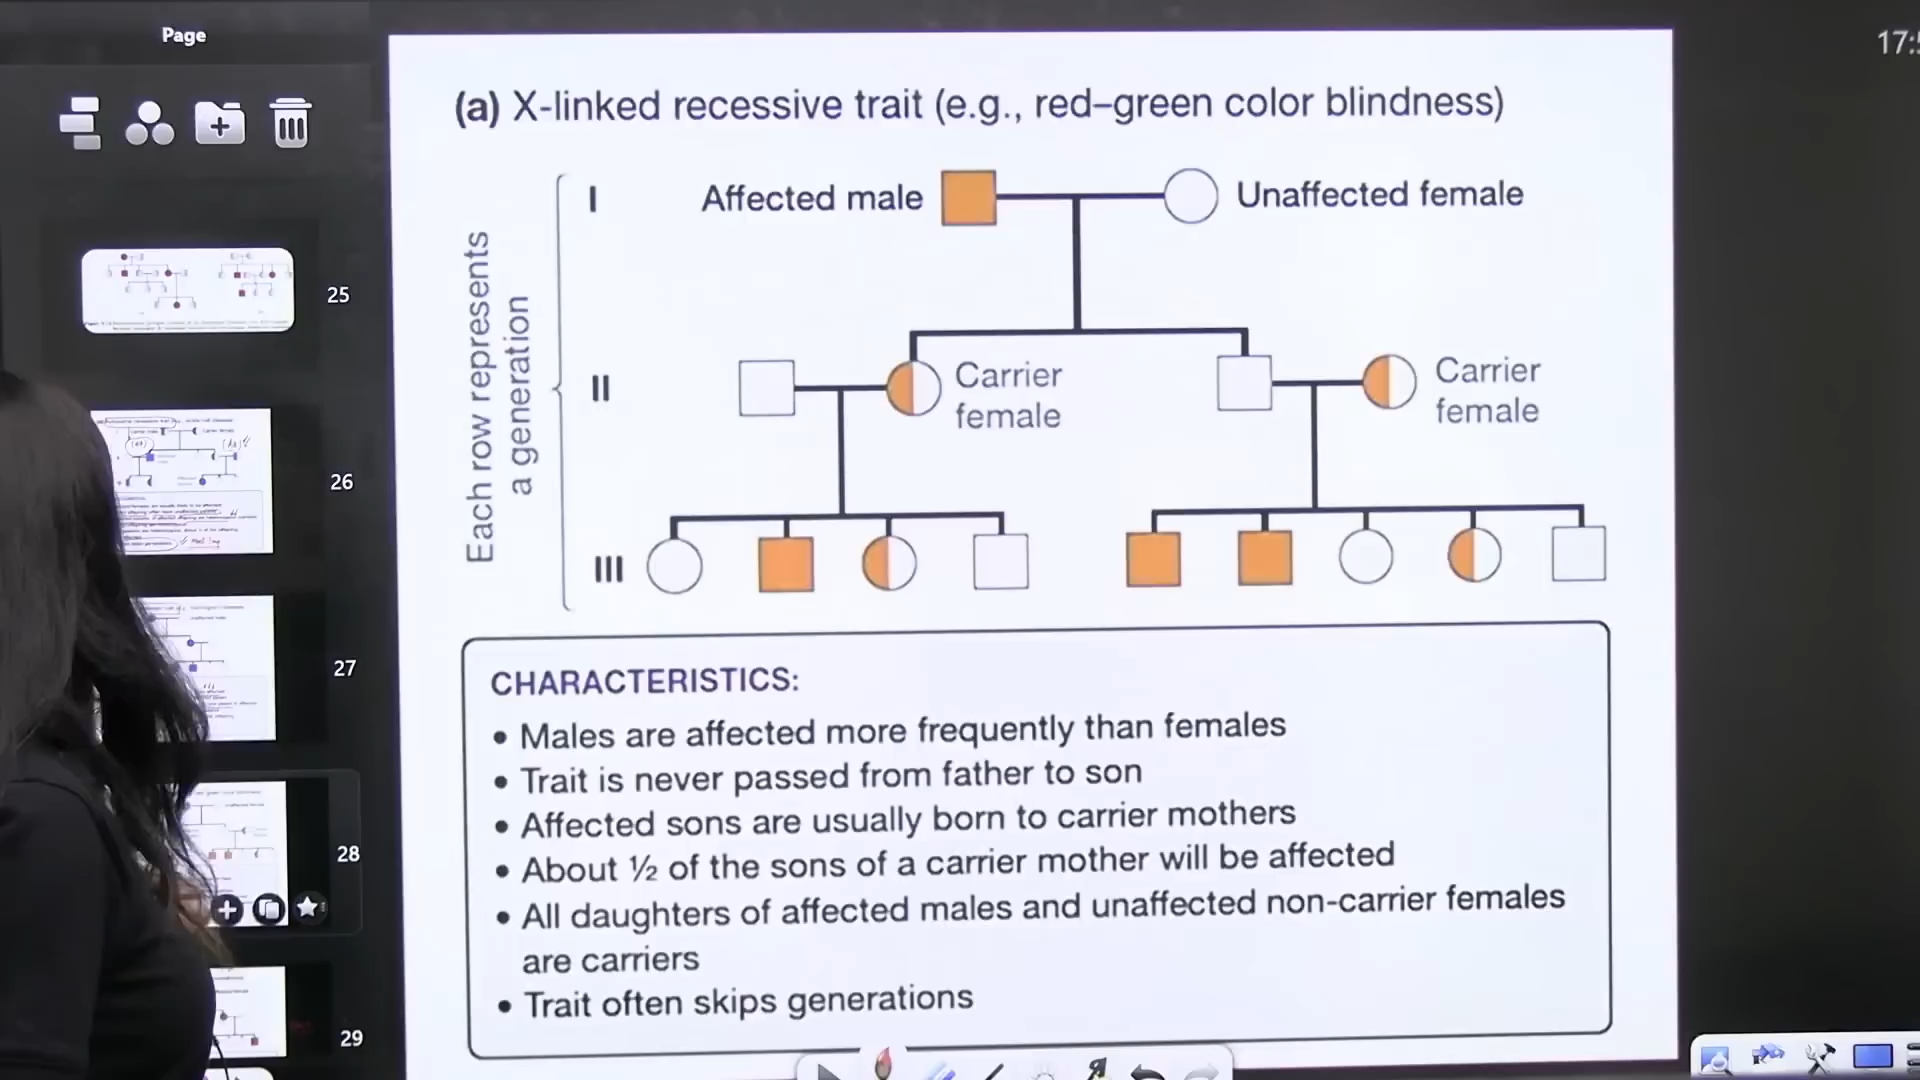 Page
17:
(a) X-linked recessive trait (e.g., red–green color blindness)
Each row represents
a generation
I
Affected male
Unaffected female
II
Carrier
female
Carrier
female
III
CHARACTERISTICS:
• Males are affected more frequently than females
• Trait is never passed from father to son
• Affected sons are usually born to carrier mothers
• About ½ of the sons of a carrier mother will be affected
• All daughters of affected males and unaffected non-carrier females
are carriers
• Trait often skips generations
25
26
27
28
29